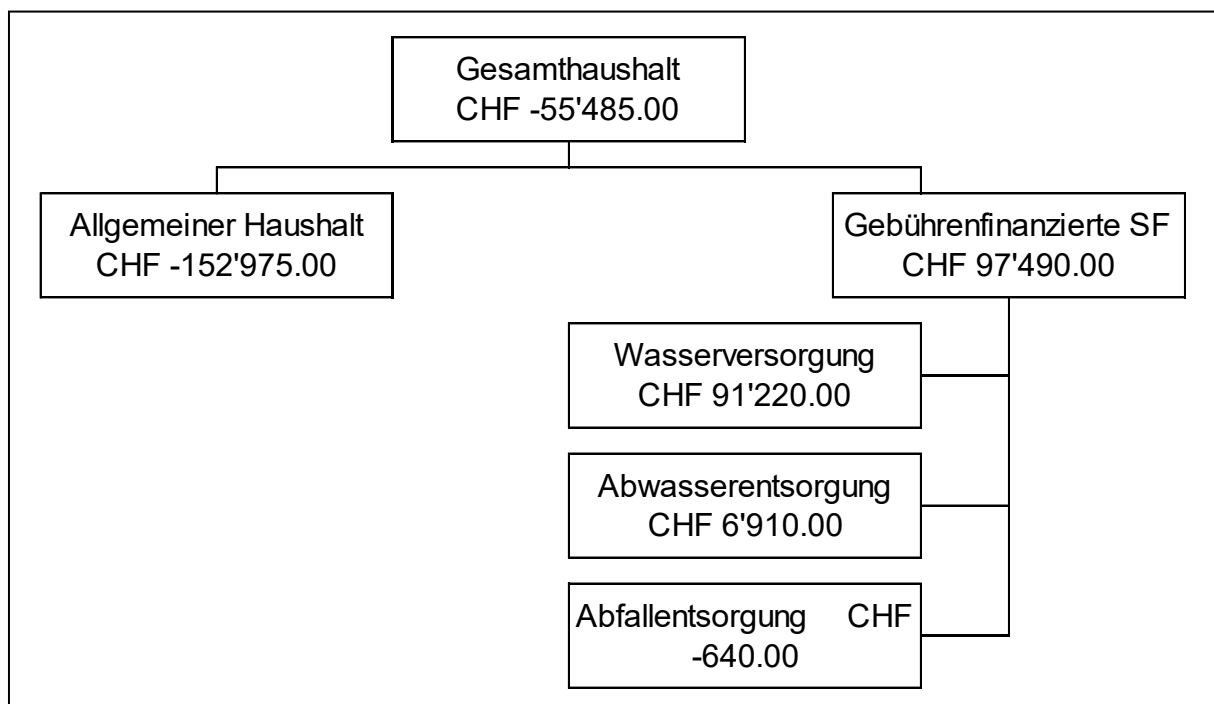 Gesamthaushalt
CHF -55'485.00
Allgemeiner Haushalt
CHF -152'975.00
Gebührenfinanzierte SF
CHF 97'490.00
Wasserversorgung
CHF 91'220.00
Abwasserentsorgung
CHF 6'910.00
Abfallentsorgung CHF
-640.00